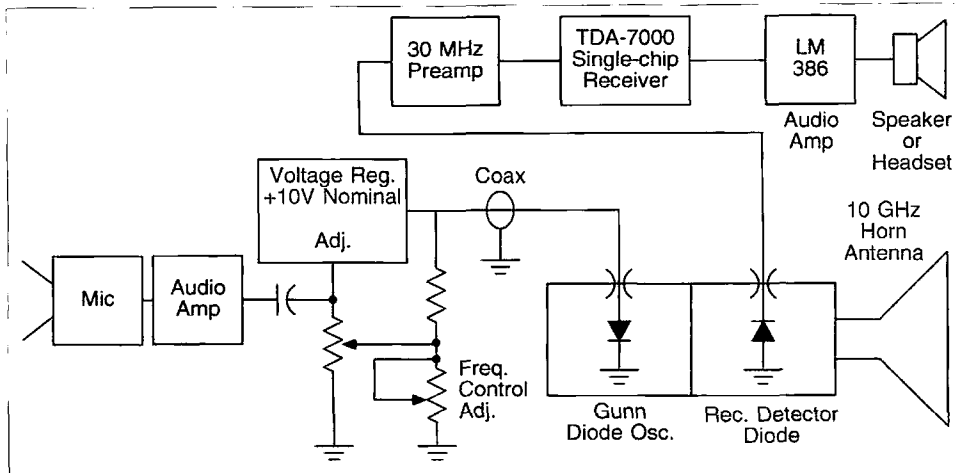 30 MHz
Preamp
TDA-7000
Single-chip
Receiver
LM
386
Audio
Amp
Speaker
or
Headset
Voltage Reg.
+10V Nominal
Adj.
Coax
10 GHz
Horn
Antenna
Mic
Audio
Amp
Freq.
Control
Adj.
Gunn
Diode Osc.
Rec. Detector
Diode